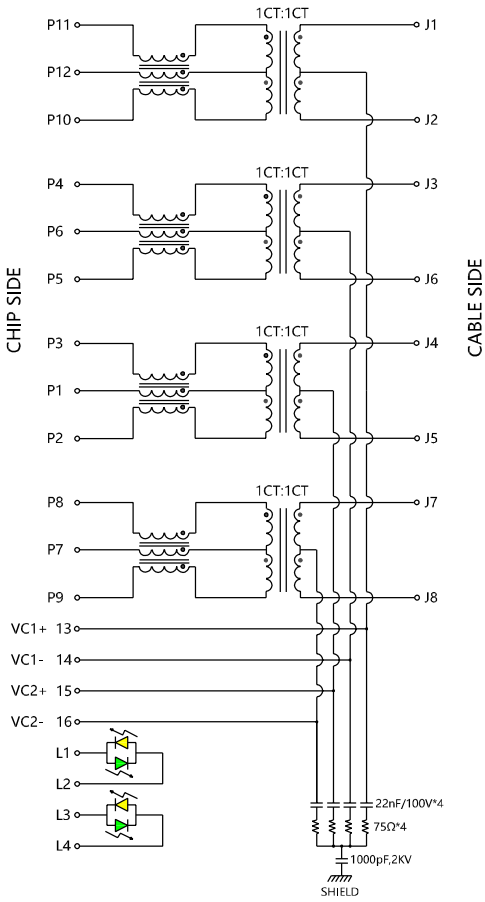 1CT:1CT
P11 J1
P12
P10 J2
1CT:1CT
P4 J3
P6
P5 J6
CHIP SIDE
CABLE SIDE
1CT:1CT
P3 J4
P1
P2 J5
1CT:1CT
P8 J7
P7
P9 J8
VC1+ 13
VC1- 14
VC2+ 15
VC2- 16
L1
L2
L3
22nF/100V*4
75Ω*4
L4
1000pF,2KV
SHIELD